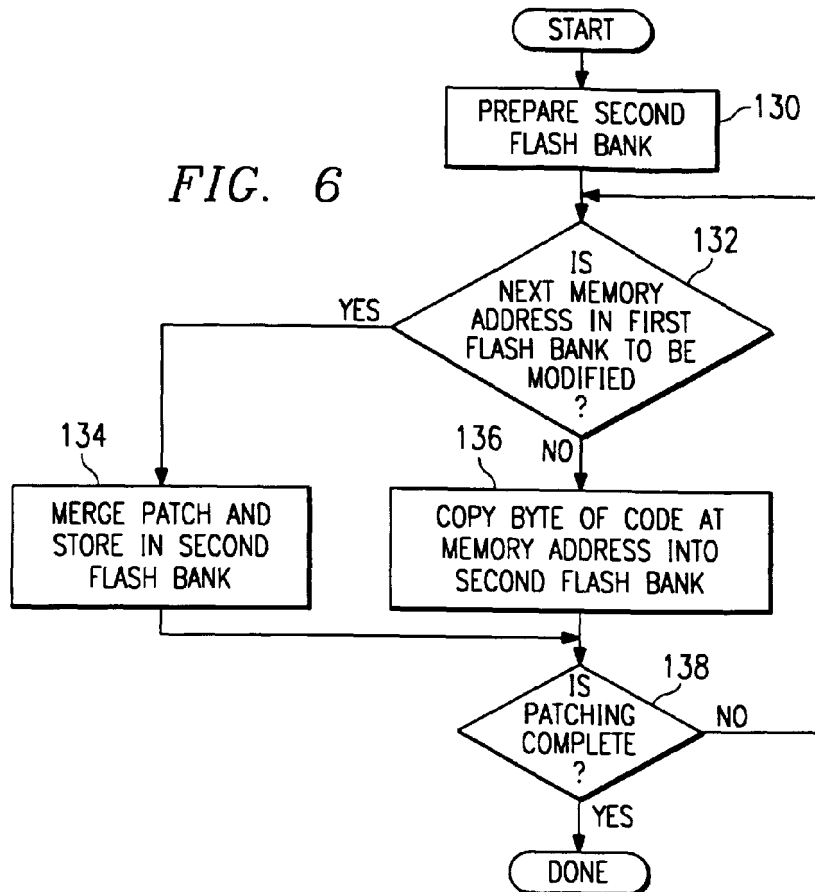 START
PREPARE SECOND
FLASH BANK
130
FIG. 6
IS
NEXT MEMORY
ADDRESS IN FIRST
FLASH BANK TO BE
MODIFIED
?
132
YES
NO
134
MERGE PATCH AND
STORE IN SECOND
FLASH BANK
136
COPY BYTE OF CODE AT
MEMORY ADDRESS INTO
SECOND FLASH BANK
IS
PATCHING
COMPLETE
?
138
NO
YES
DONE